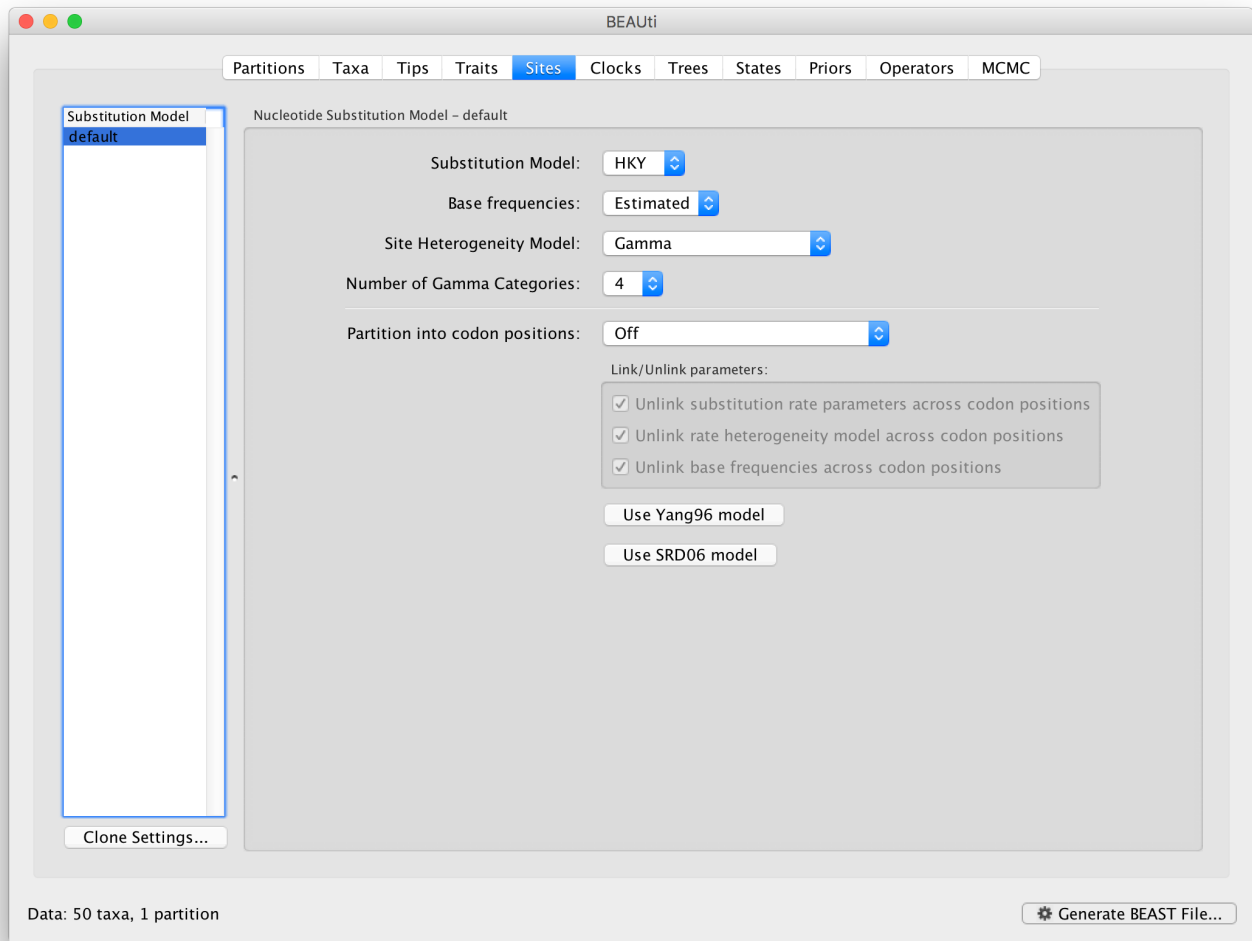 BEAUti
Partitions Taxa Tips Traits Sites Clocks Trees States Priors Operators MCMC
Substitution Model
default
Nucleotide Substitution Model – default
Substitution Model: HKY
Base frequencies: Estimated
Site Heterogeneity Model: Gamma
Number of Gamma Categories: 4
Partition into codon positions: Off
Link/Unlink parameters:
Unlink substitution rate parameters across codon positions
Unlink rate heterogeneity model across codon positions
Unlink base frequencies across codon positions
Use Yang96 model
Use SRD06 model
Clone Settings...
Data: 50 taxa, 1 partition
Generate BEAST File...